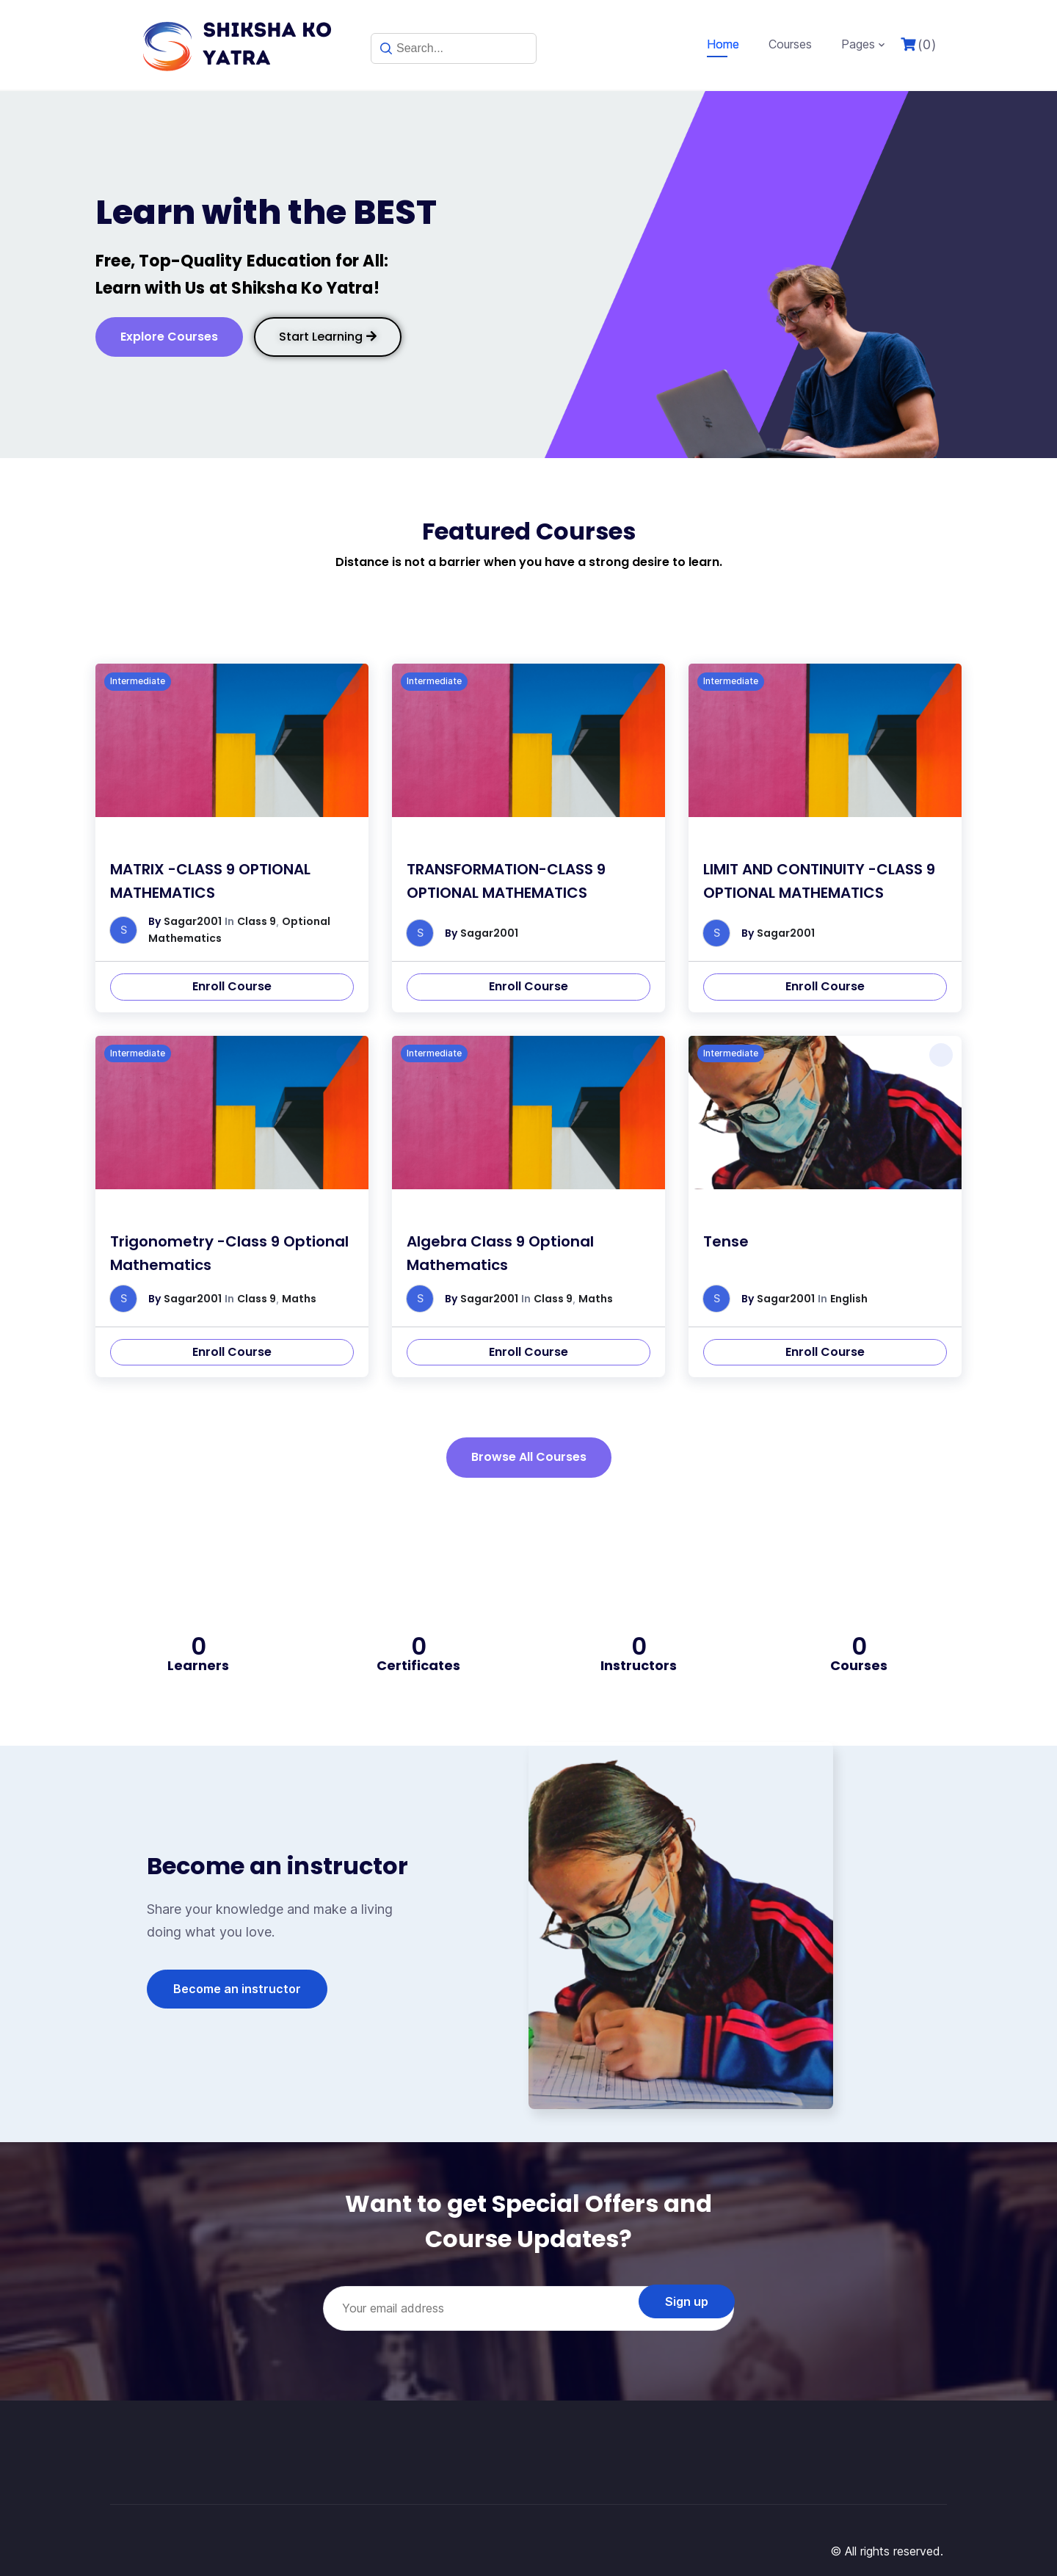 SHIKSHA KO
YATRA
Search...
Home
Courses
Pages
(0)
Learn with the BEST
Free, Top-Quality Education for All:
Learn with Us at Shiksha Ko Yatra!
Explore Courses
Start Learning
Featured Courses
Distance is not a barrier when you have a strong desire to learn.
Intermediate
MATRIX -CLASS 9 OPTIONAL
MATHEMATICS
S
By Sagar2001 In Class 9, Optional
Mathematics
Enroll Course
Intermediate
TRANSFORMATION-CLASS 9
OPTIONAL MATHEMATICS
S
By Sagar2001
Enroll Course
Intermediate
LIMIT AND CONTINUITY -CLASS 9
OPTIONAL MATHEMATICS
S
By Sagar2001
Enroll Course
Intermediate
Trigonometry -Class 9 Optional
Mathematics
S
By Sagar2001 In Class 9, Maths
Enroll Course
Intermediate
Algebra Class 9 Optional
Mathematics
S
By Sagar2001 In Class 9, Maths
Enroll Course
Intermediate
Tense
S
By Sagar2001 In English
Enroll Course
Browse All Courses
0
Learners
0
Certificates
0
Instructors
0
Courses
Become an instructor
Share your knowledge and make a living
doing what you love.
Become an instructor
Want to get Special Offers and
Course Updates?
Your email address
Sign up
© All rights reserved.